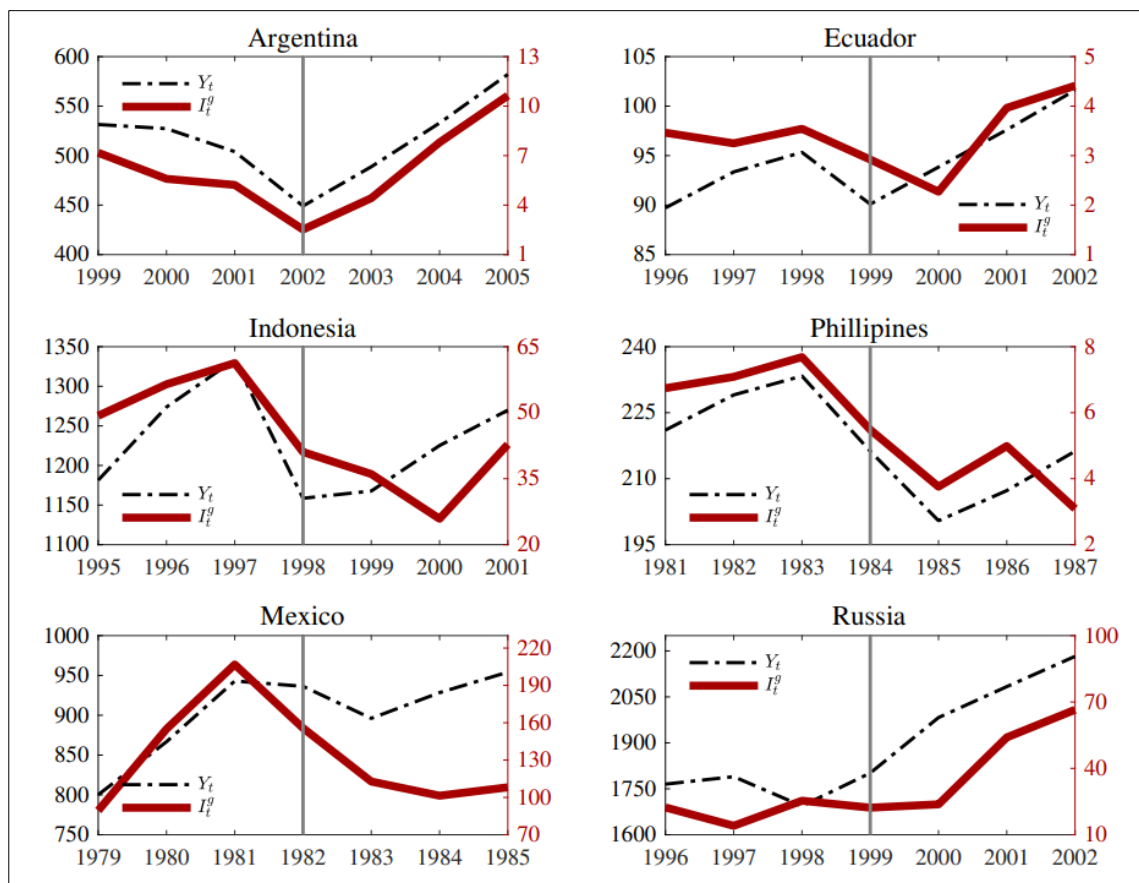 Argentina
600
550
500
450
400
13
10
7
4
1
Y_t
I_t^g
1999 2000 2001 2002 2003 2004 2005
Ecuador
105
100
95
90
85
5
4
3
2
1
Y_t
I_t^g
1996 1997 1998 1999 2000 2001 2002
Indonesia
1350
1300
1250
1200
1150
1100
65
50
35
20
Y_t
I_t^g
1995 1996 1997 1998 1999 2000 2001
Phillipines
240
225
210
195
8
6
4
2
Y_t
I_t^g
1981 1982 1983 1984 1985 1986 1987
Mexico
1000
950
900
850
800
750
220
190
160
130
100
70
Y_t
I_t^g
1979 1980 1981 1982 1983 1984 1985
Russia
2200
2050
1900
1750
1600
100
70
40
10
Y_t
I_t^g
1996 1997 1998 1999 2000 2001 2002